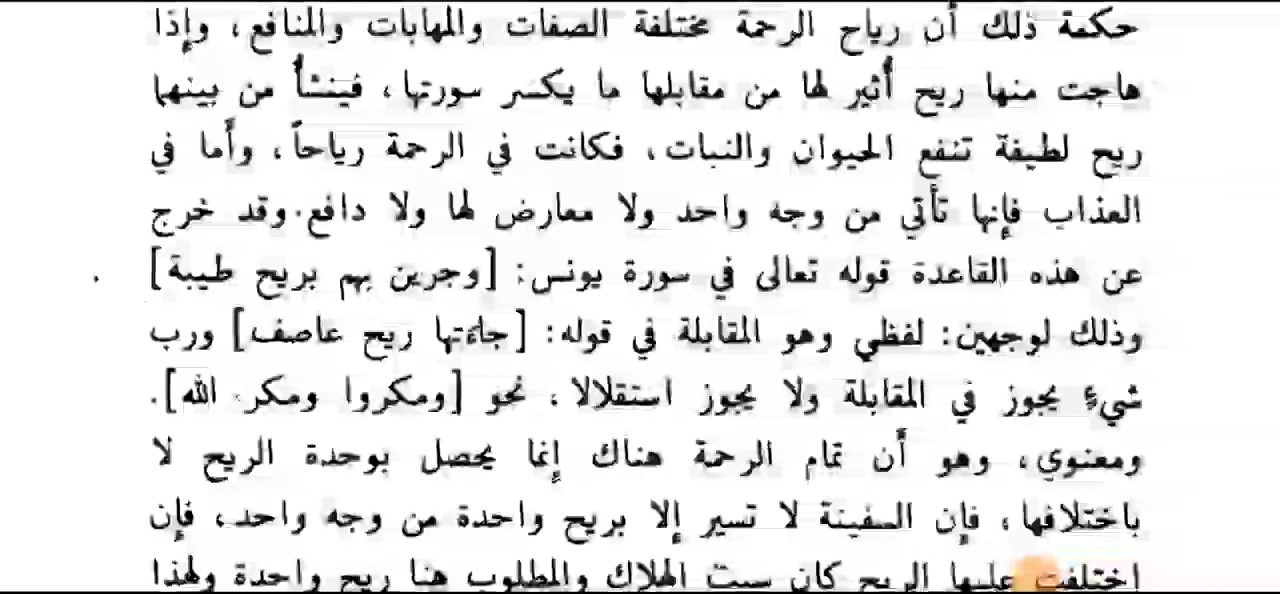 حكمة ذلك أن رياح الرحمة مختلفة الصفات والمهابات والمنافع، وإذا
هاجت منها ريح أثير لها من مقابلها ما يكسر سورتها، فينشأ من بينهما
ريح لطيفة تنفع الحيوان والنبات، فكانت في الرحمة رياحاً، وأما في
العذاب فإنها تأتي من وجه واحد ولا معارض لها ولا دافع. وقد خرج
عن هذه القاعدة قوله تعالى في سورة يونس: [وجرين بهم بريح طيبة]
وذلك لوجهين: لفظي وهو المقابلة في قوله: [جاءتها ريح عاصف] ورب
شيءٍ يجوز في المقابلة ولا يجوز استقلالا، نحو [ومكروا ومكر الله].
ومعنوي، وهو أن تمام الرحمة هناك إنما يحصل بوحدة الريح لا
باختلافها، فإن السفينة لا تسير إلا بريح واحدة من وجه واحد، فإن
اختلفت عليها الريح كان سبب الهلاك والمطلوب هنا ريح واحدة ولهذا